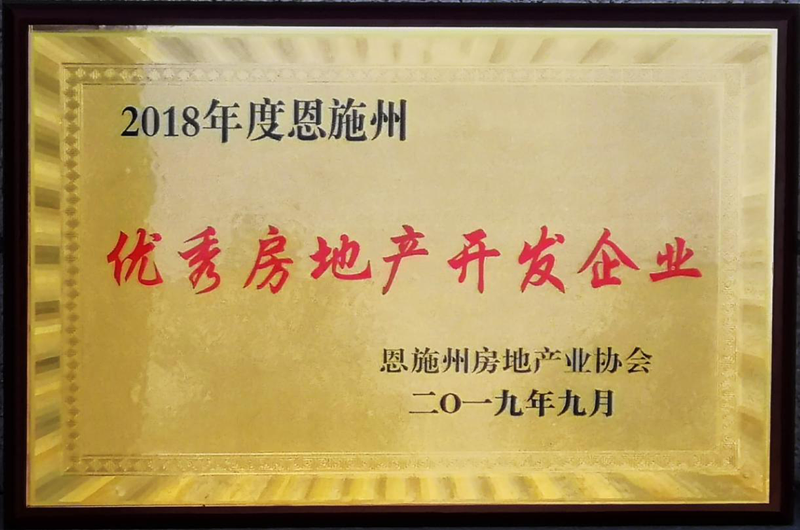 2018年度恩施州
优秀房地产开发企业
恩施州房地产业协会
二〇一九年九月